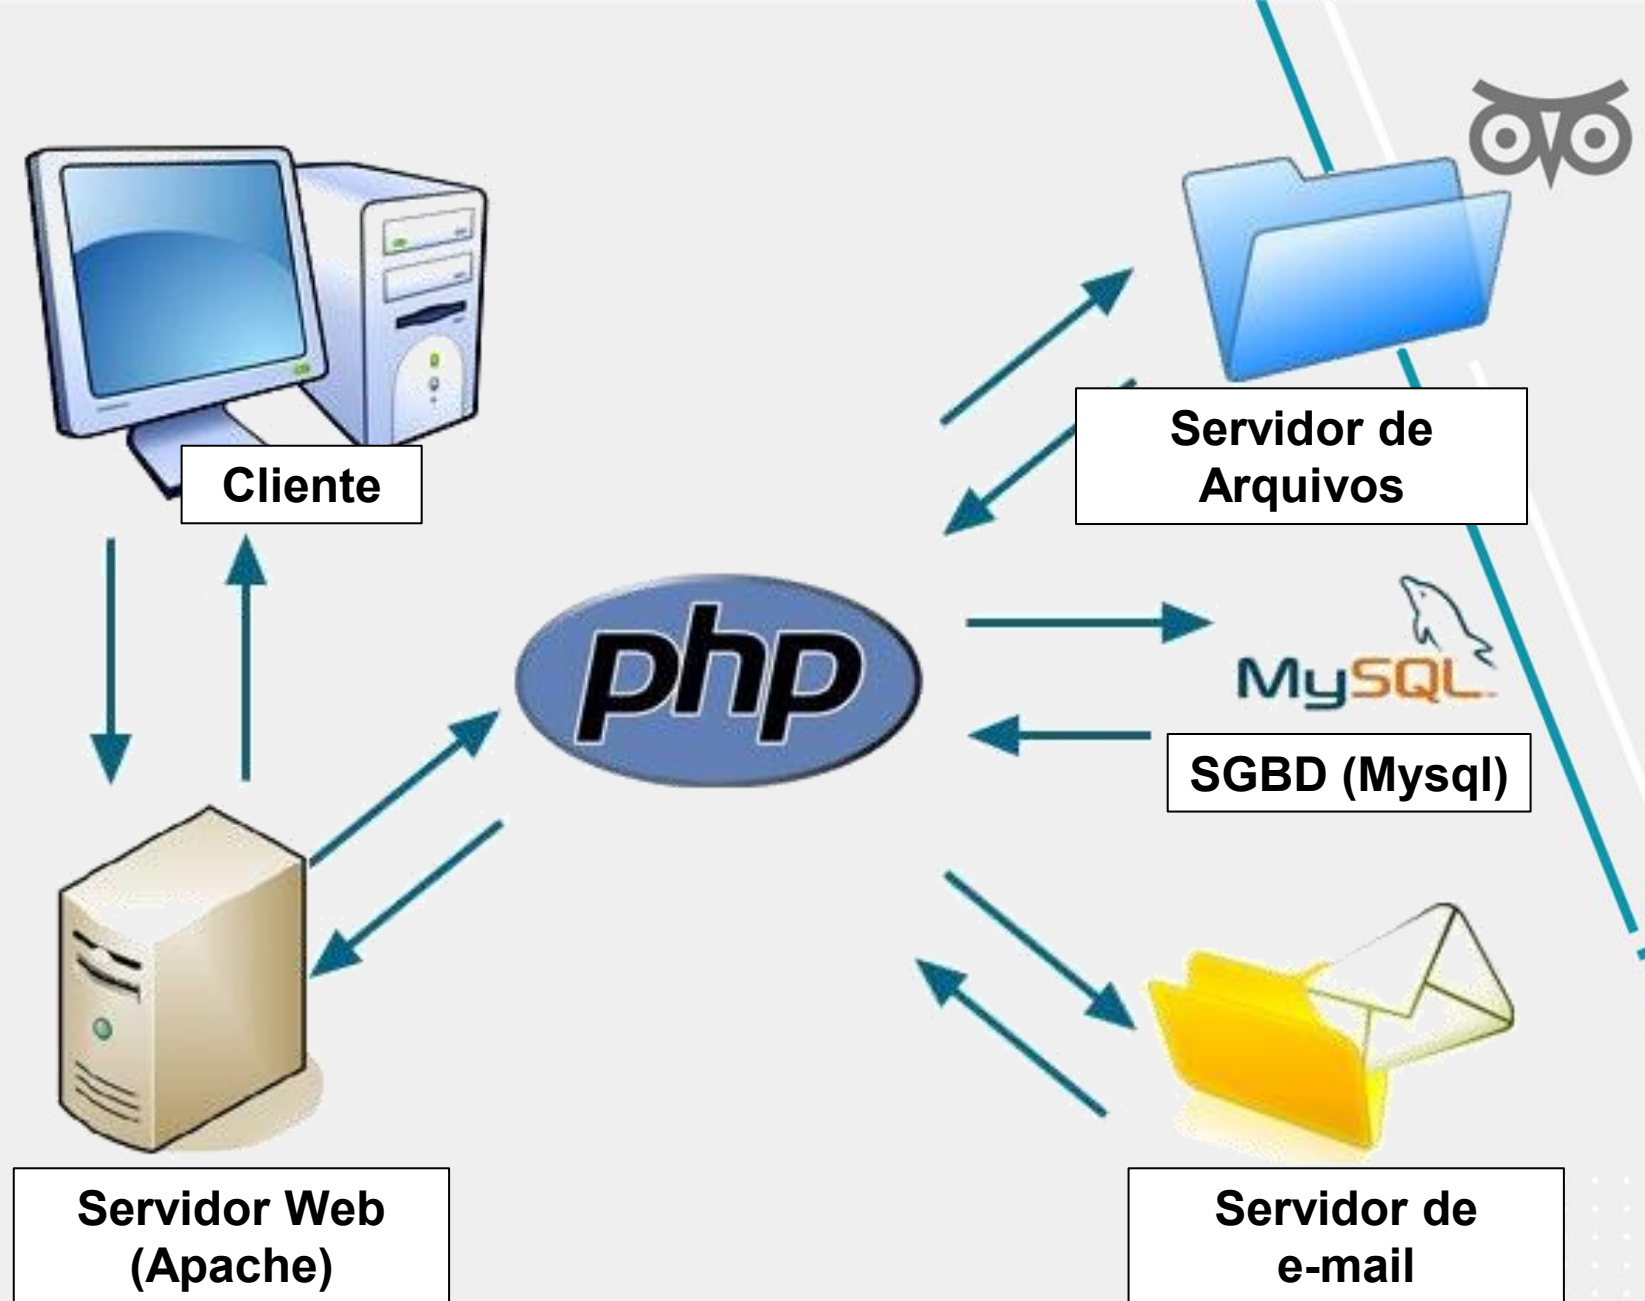 Cliente
Servidor de
Arquivos
php
MySQL
SGBD (Mysql)
Servidor Web
(Apache)
Servidor de
e-mail